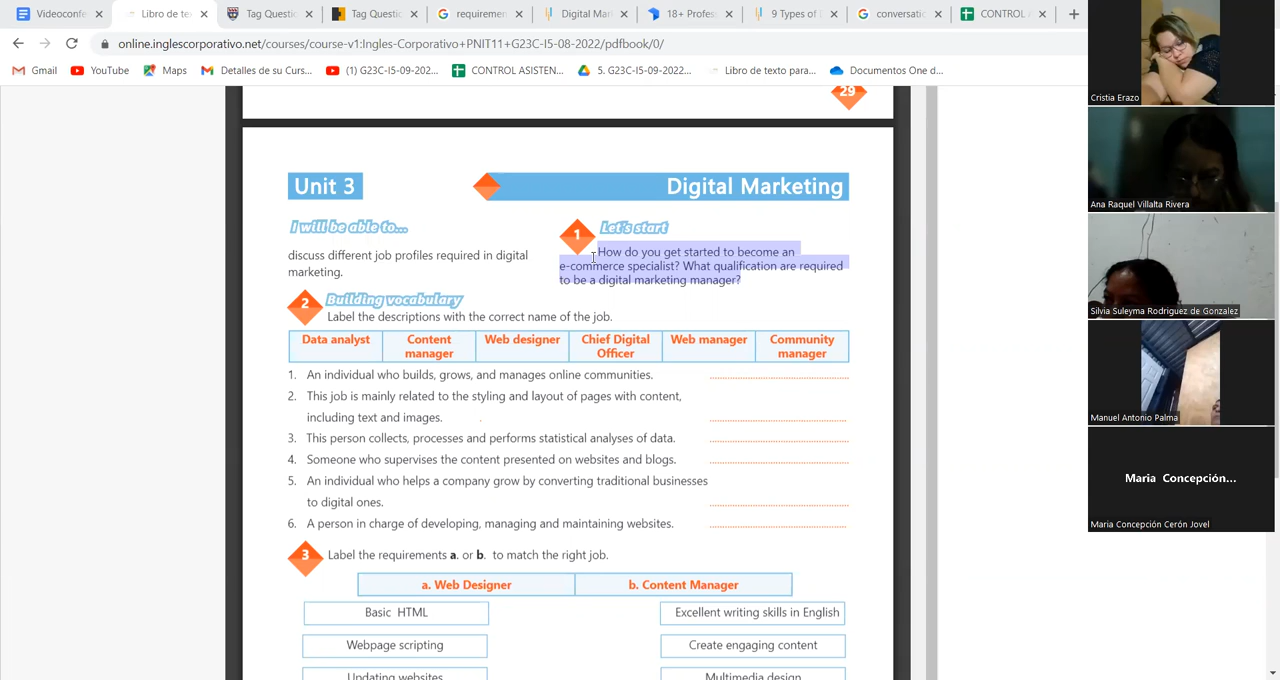 Videoconf
Libro de te
Tag Questi
Tag Questi
requiremen
Digital Mar
18+ Profes
9 Types of
conversatio
CONTROL A
online.inglescorporativo.net/courses/course-v1:Ingles-Corporativo+PNIT11+G23C-I5-08-2022/pdfbook/0/
Gmail
YouTube
Maps
Detalles de su Curs...
(1) G23C-I5-09-202...
CONTROL ASISTEN...
5. G23C-I5-09-2022...
Libro de texto para...
Documentos One d...
29
Unit 3
Digital Marketing
I will be able to...
discuss different job profiles required in digital
marketing.
1
Let's start
How do you get started to become an
e-commerce specialist? What qualification are required
to be a digital marketing manager?
2
Building vocabulary
Label the descriptions with the correct name of the job.
Data analyst
Content
manager
Web designer
Chief Digital
Officer
Web manager
Community
manager
1. An individual who builds, grows, and manages online communities.
2. This job is mainly related to the styling and layout of pages with content,
including text and images.
3. This person collects, processes and performs statistical analyses of data.
4. Someone who supervises the content presented on websites and blogs.
5. An individual who helps a company grow by converting traditional businesses
to digital ones.
6. A person in charge of developing, managing and maintaining websites.
3
Label the requirements a. or b. to match the right job.
a. Web Designer
b. Content Manager
Basic HTML
Excellent writing skills in English
Webpage scripting
Create engaging content
Updating websites
Multimedia design
Cristia Erazo
Ana Raquel Villalta Rivera
Silvia Suleyma Rodriguez de Gonzalez
Manuel Antonio Palma
Maria Concepción...
Maria Concepción Cerón Jovel